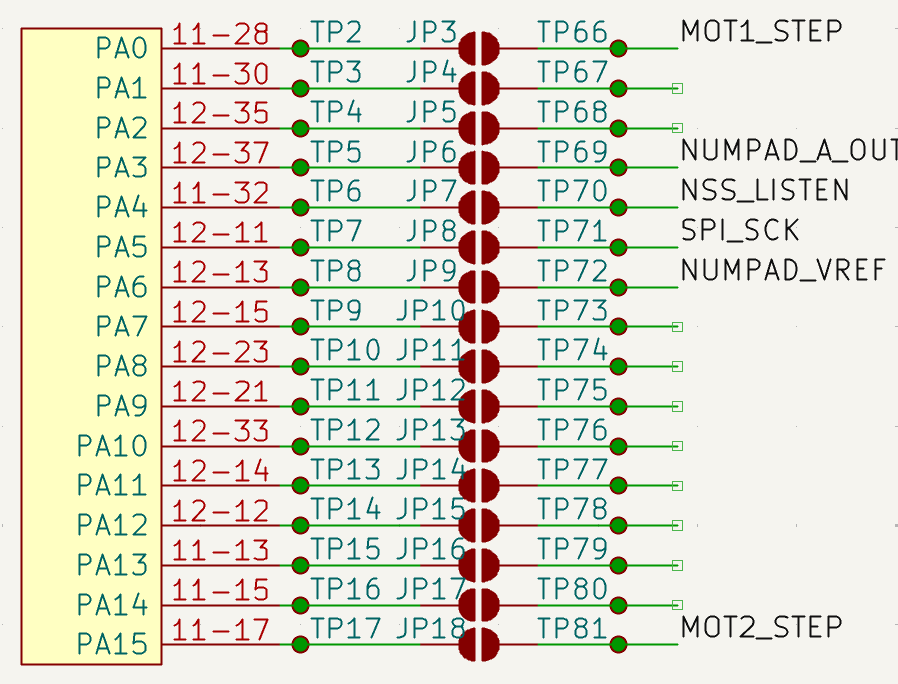 PA0 11-28 TP2 JP3 TP66 MOT1_STEP
PA1 11-30 TP3 JP4 TP67
PA2 12-35 TP4 JP5 TP68
PA3 12-37 TP5 JP6 TP69 NUMPAD_A_OUT
PA4 11-32 TP6 JP7 TP70 NSS_LISTEN
PA5 12-11 TP7 JP8 TP71 SPI_SCK
PA6 12-13 TP8 JP9 TP72 NUMPAD_VREF
PA7 12-15 TP9 JP10 TP73
PA8 12-23 TP10 JP11 TP74
PA9 12-21 TP11 JP12 TP75
PA10 12-33 TP12 JP13 TP76
PA11 12-14 TP13 JP14 TP77
PA12 12-12 TP14 JP15 TP78
PA13 11-13 TP15 JP16 TP79
PA14 11-15 TP16 JP17 TP80
PA15 11-17 TP17 JP18 TP81 MOT2_STEP